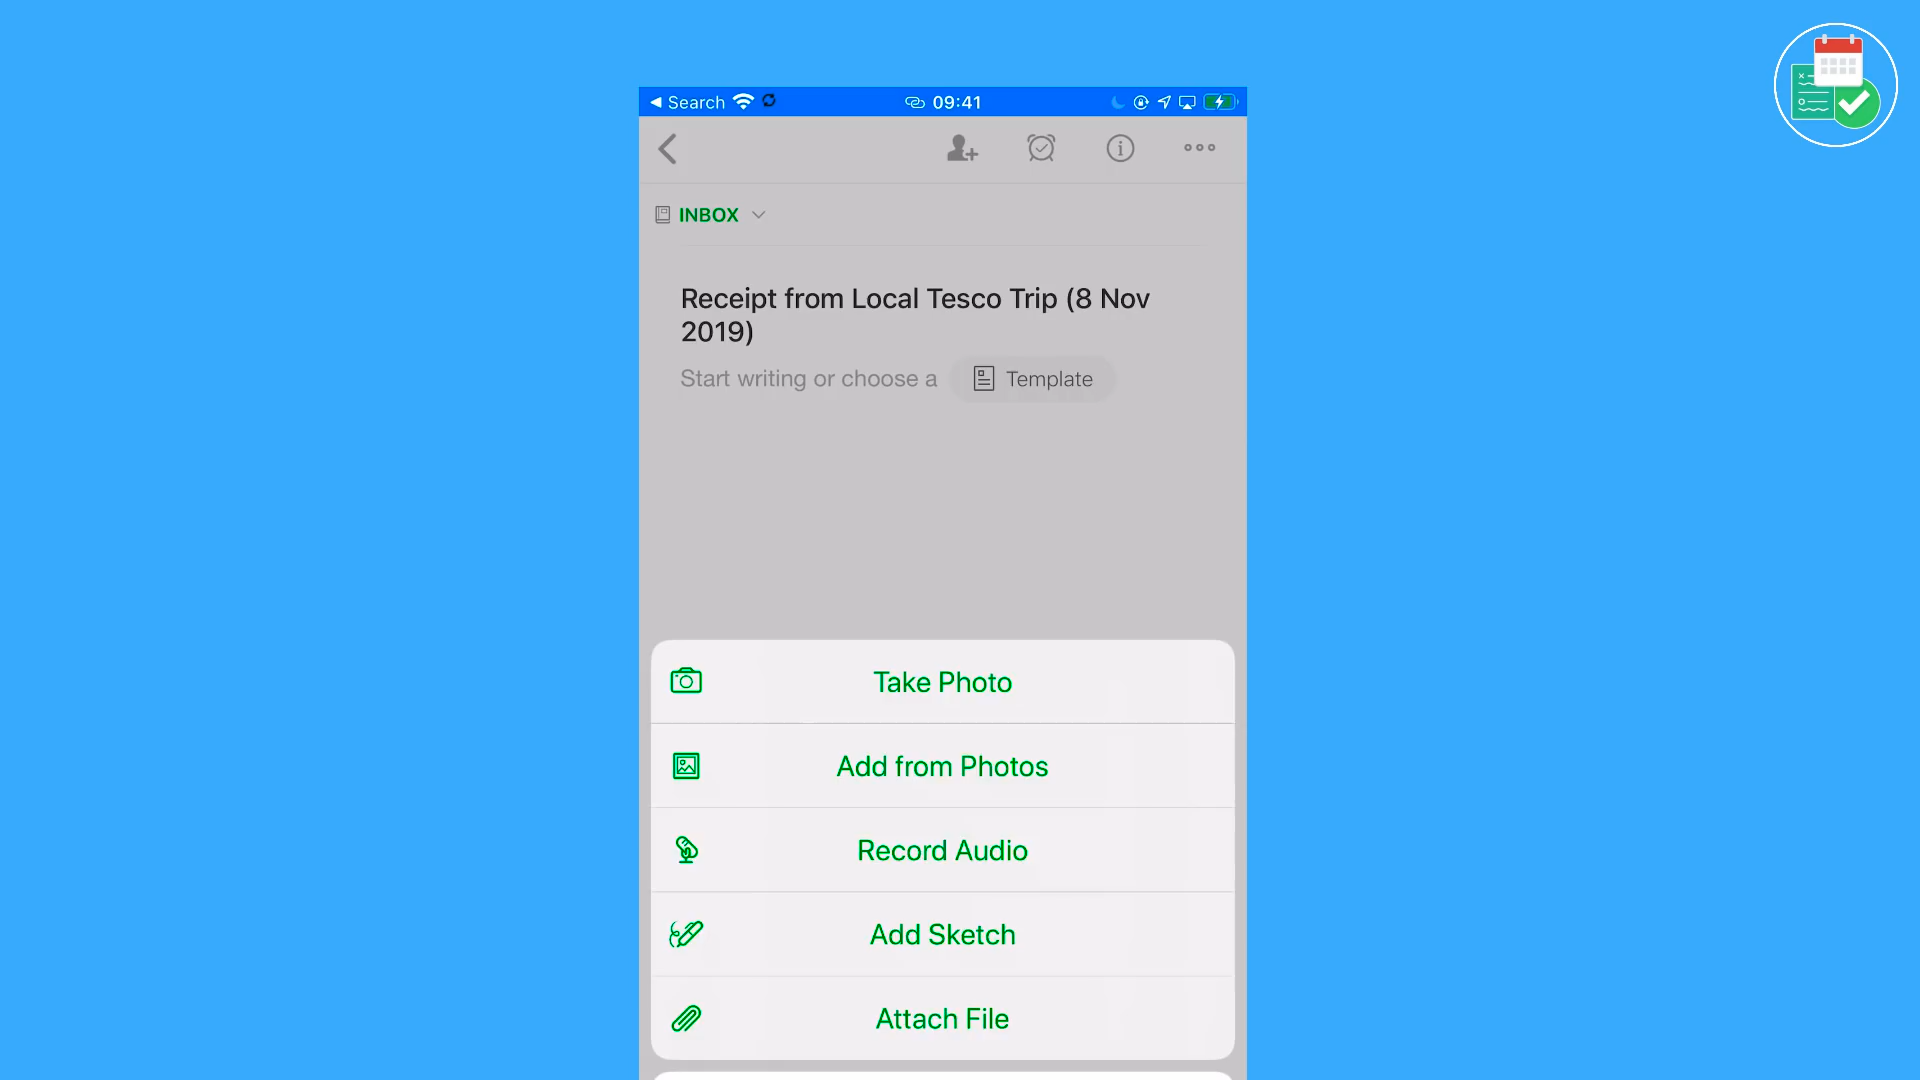 Search 09:41
INBOX
Receipt from Local Tesco Trip (8 Nov
2019)
Start writing or choose a Template
Take Photo
Add from Photos
Record Audio
Add Sketch
Attach File